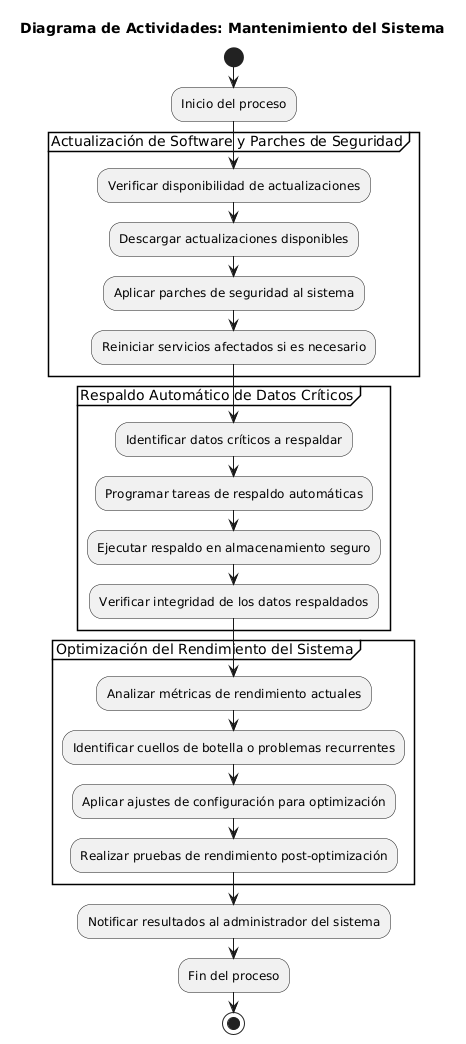 Diagrama de Actividades: Mantenimiento del Sistema
Inicio del proceso
Actualización de Software y Parches de Seguridad
Verificar disponibilidad de actualizaciones
Descargar actualizaciones disponibles
Aplicar parches de seguridad al sistema
Reiniciar servicios afectados si es necesario
Respaldo Automático de Datos Críticos
Identificar datos críticos a respaldar
Programar tareas de respaldo automáticas
Ejecutar respaldo en almacenamiento seguro
Verificar integridad de los datos respaldados
Optimización del Rendimiento del Sistema
Analizar métricas de rendimiento actuales
Identificar cuellos de botella o problemas recurrentes
Aplicar ajustes de configuración para optimización
Realizar pruebas de rendimiento post-optimización
Notificar resultados al administrador del sistema
Fin del proceso